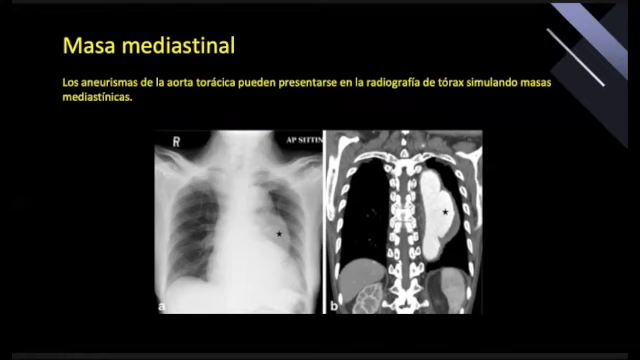 Masa mediastinal
Los aneurismas de la aorta torácica pueden presentarse en la radiografía de tórax simulando masas
mediastínicas.
R
AP SITTIN
a
b